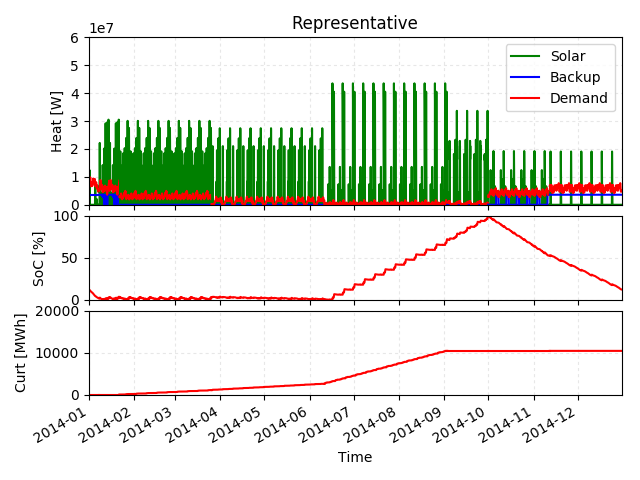 Representative
1e7
6
5
4
3
2
1
0
Heat [W]
Solar
Backup
Demand
100
50
0
SoC [%]
20000
10000
0
Curt [MWh]
2014-01
2014-02
2014-03
2014-04
2014-05
2014-06
2014-07
2014-08
2014-09
2014-10
2014-11
2014-12
Time